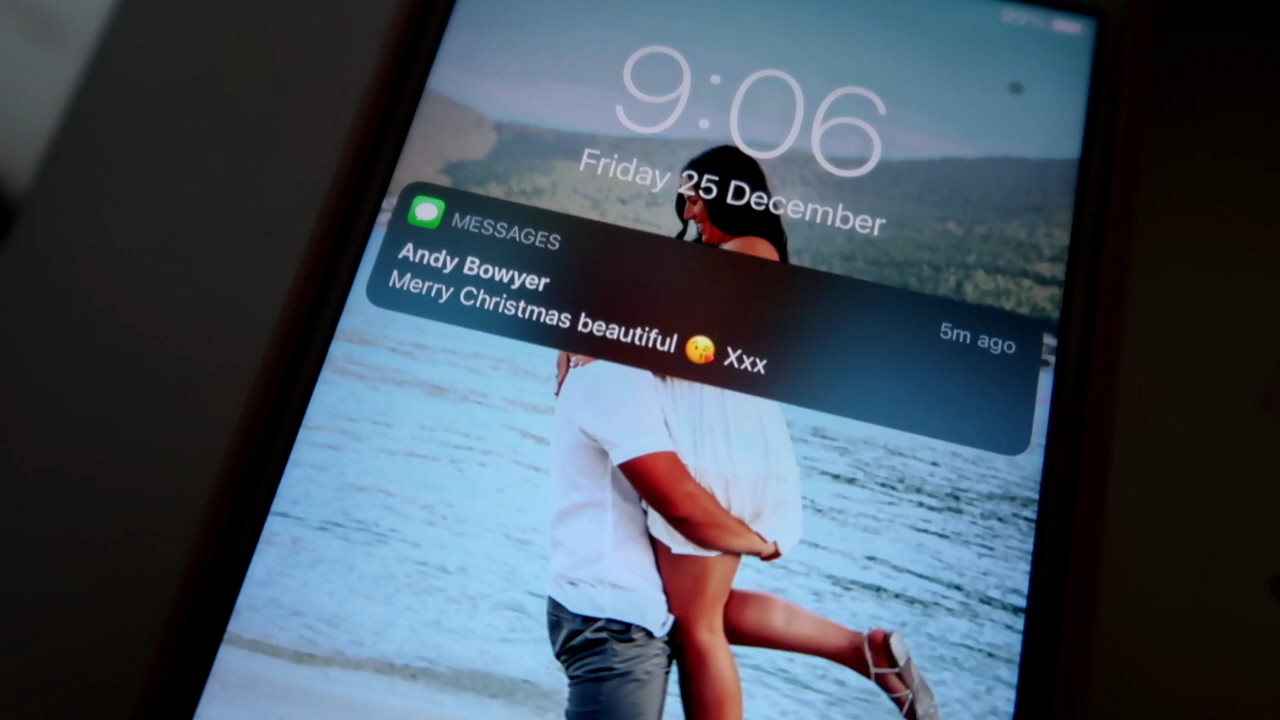 9:06
Friday 25 December
MESSAGES
5m ago
Andy Bowyer
Merry Christmas beautiful 😘 Xxx